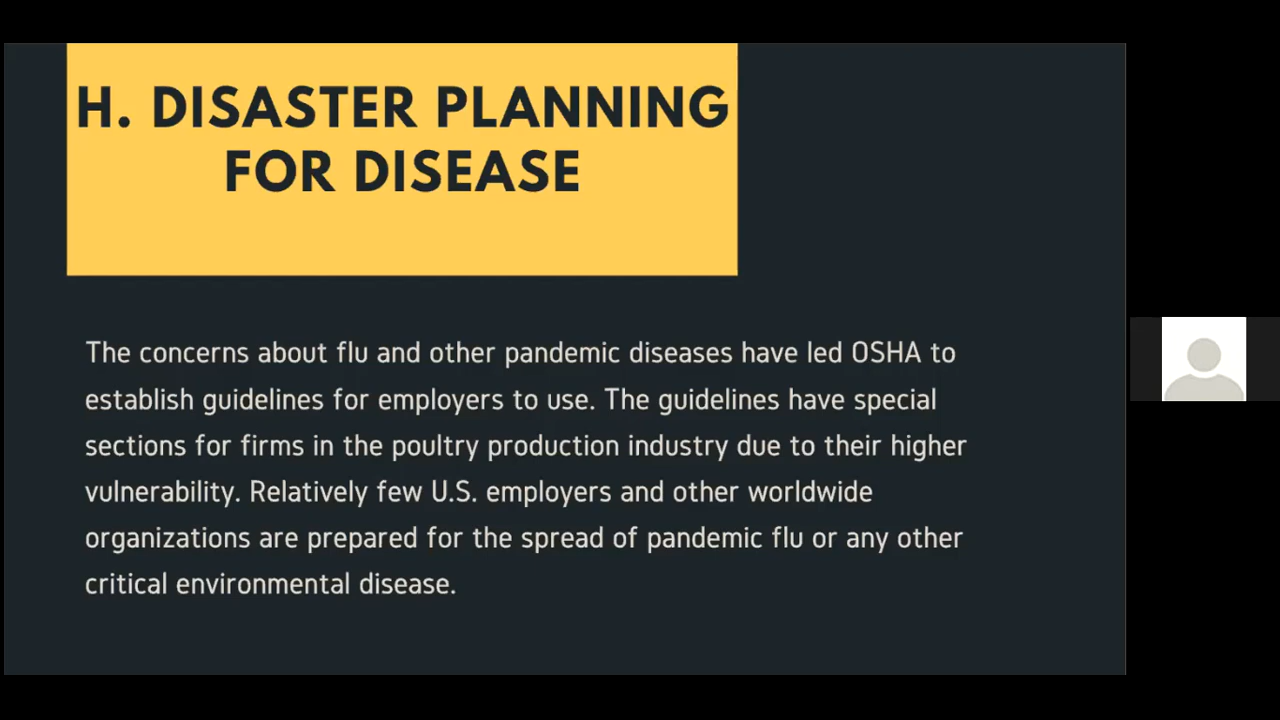 H. DISASTER PLANNING
FOR DISEASE
The concerns about flu and other pandemic diseases have led OSHA to
establish guidelines for employers to use. The guidelines have special
sections for firms in the poultry production industry due to their higher
vulnerability. Relatively few U.S. employers and other worldwide
organizations are prepared for the spread of pandemic flu or any other
critical environmental disease.